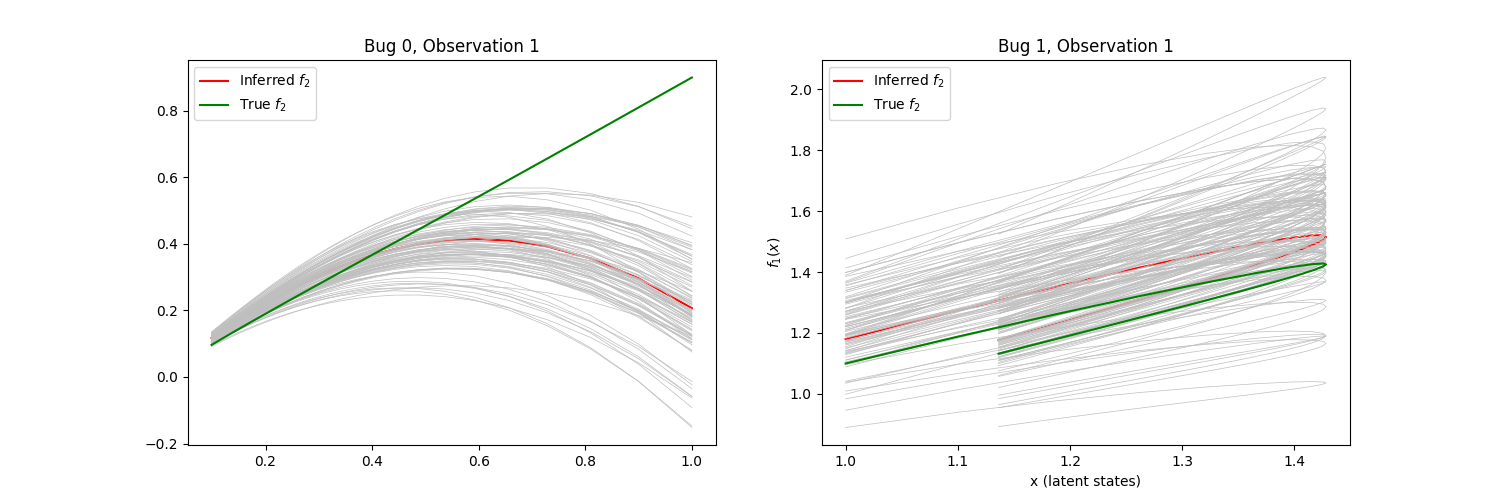 Bug 0, Observation 1
Inferred f₂
True f₂
0.8
0.6
0.4
0.2
0.0
−0.2
0.2
0.4
0.6
0.8
1.0
Bug 1, Observation 1
Inferred f₂
True f₂
f₁(x)
2.0
1.8
1.6
1.4
1.2
1.0
1.0
1.1
1.2
1.3
1.4
x (latent states)